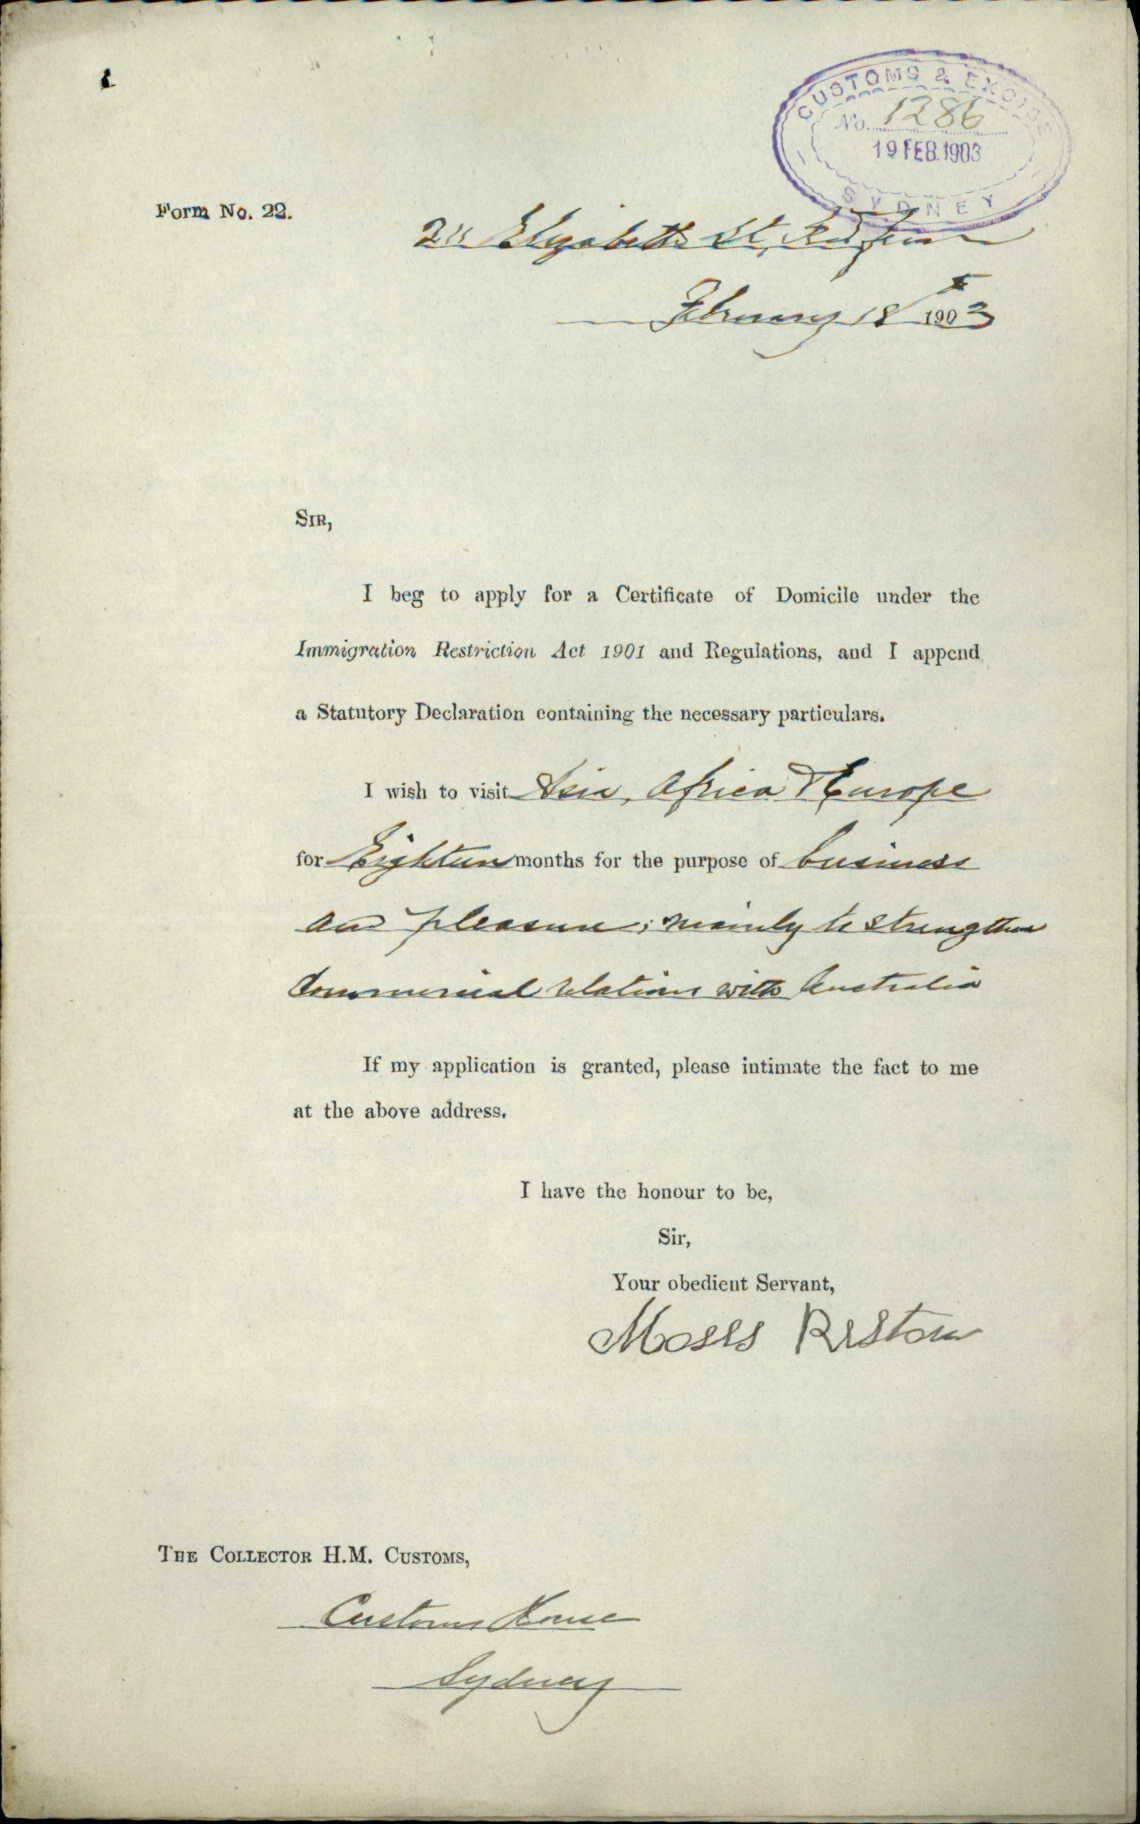 CUSTOMS & EXCISE
No. 1286
19 FEB. 1903
SYDNEY
Form No. 22.
Elizabeth St, Redfern
February 18 1903
SIR,
I beg to apply for a Certificate of Domicile under the
Immigration Restriction Act 1901 and Regulations, and I append
a Statutory Declaration containing the necessary particulars.
I wish to visit Asia, Africa & Europe
for Eighteen months for the purpose of business
and pleasure; mainly to strengthen
Commercial relations with Australia
If my application is granted, please intimate the fact to me
at the above address.
I have the honour to be,
Sir,
Your obedient Servant,
Moses
THE COLLECTOR H.M. CUSTOMS,
Customs House
Sydney